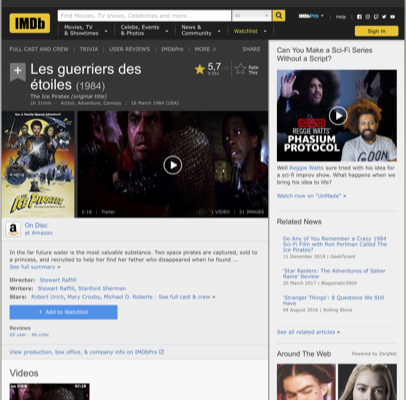 IMDb
Find Movies, TV shows, Celebrities and more...
All
IMDbPro
Help
Movies, TV
& Showtimes
Celebs, Events
& Photos
News &
Community
Watchlist
Sign in
FULL CAST AND CREW | TRIVIA | USER REVIEWS | IMDbPro | MORE
SHARE
Les guerriers des
étoiles (1984)
The Ice Pirates (original title)
1h 31min | Action, Adventure, Comedy | 16 March 1984 (USA)
5,7
Rate
This
The ICE PIRATES
2:18 | Trailer
1 VIDEO | 31 IMAGES
On Disc
at Amazon
In the far future water is the most valuable substance. Two space pirates are captured, sold to
a princess, and recruited to help her find her father who disappeared when he found ...
See full summary »
Director: Stewart Raffill
Writers: Stewart Raffill, Stanford Sherman
Stars: Robert Urich, Mary Crosby, Michael D. Roberts | See full cast & crew »
+ Add to Watchlist
Reviews
65 user | 46 critic
View production, box office, & company info on IMDbPro
Videos
Can You Make a Sci-Fi Series
Without a Script?
REGGIE WATTS'
PHASIUM
PROTOCOL
Well Reggie Watts sure tried with his idea for
a sci-fi improv show. What happens when we
bring his idea to life?
Watch now on "UnMade" »
Related News
Do Any of You Remember a Crazy 1984
Sci-Fi Film with Ron Perlman Called The
Ice Pirates?
11 December 2018 | GeekTyrant
'Star Raiders: The Adventures of Saber
Raine' Review
20 March 2017 | Blogomatic3000
'Stranger Things': 8 Questions We Still
Have
04 August 2016 | Rolling Stone
See all related articles »
Around The Web
Powered by ZergNet